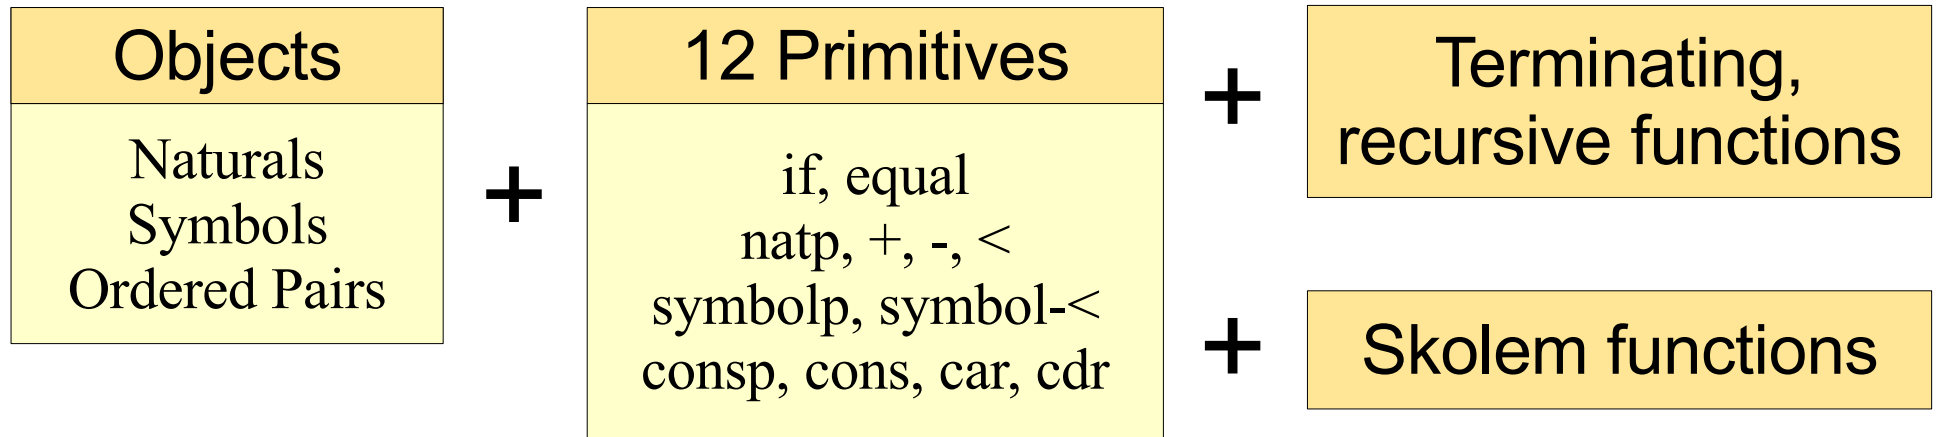 Objects
Naturals
Symbols
Ordered Pairs
+
12 Primitives
if, equal
natp, +, -, <
symbolp, symbol-<
consp, cons, car, cdr
+
Terminating,
recursive functions
+
Skolem functions